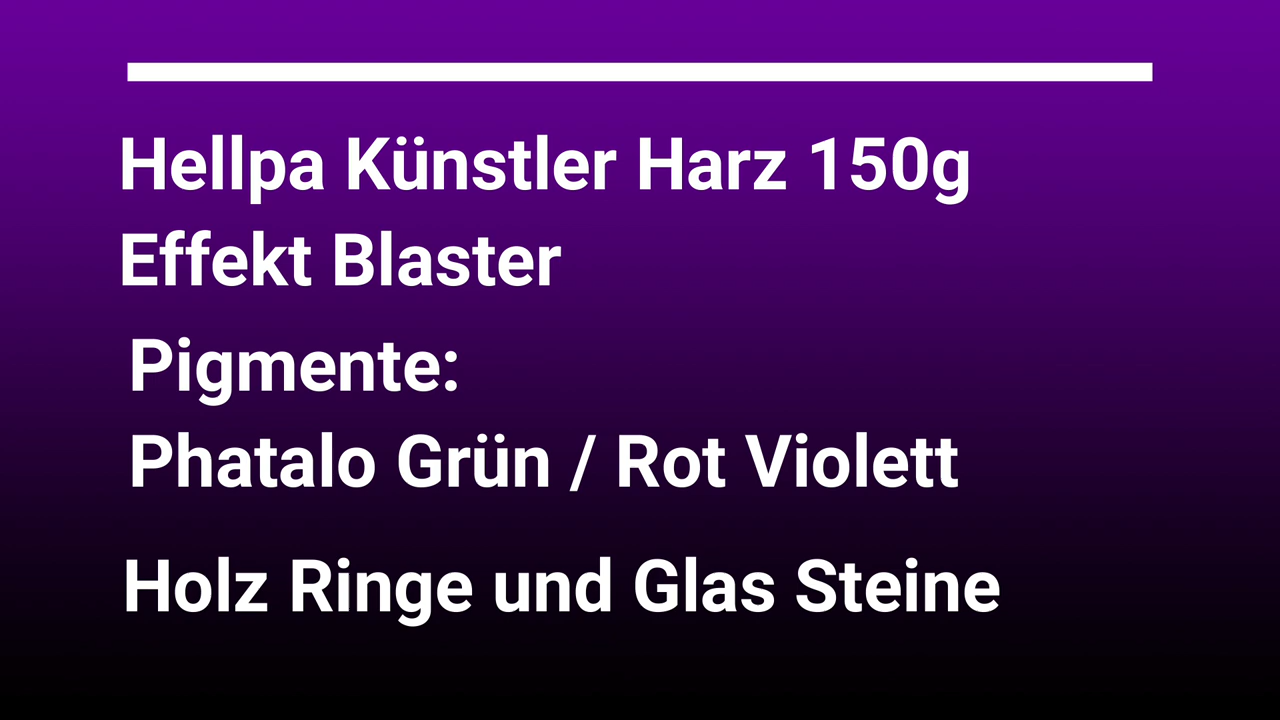 Hellpa Künstler Harz 150g
Effekt Blaster
Pigmente:
Phatalo Grün / Rot Violett
Holz Ringe und Glas Steine